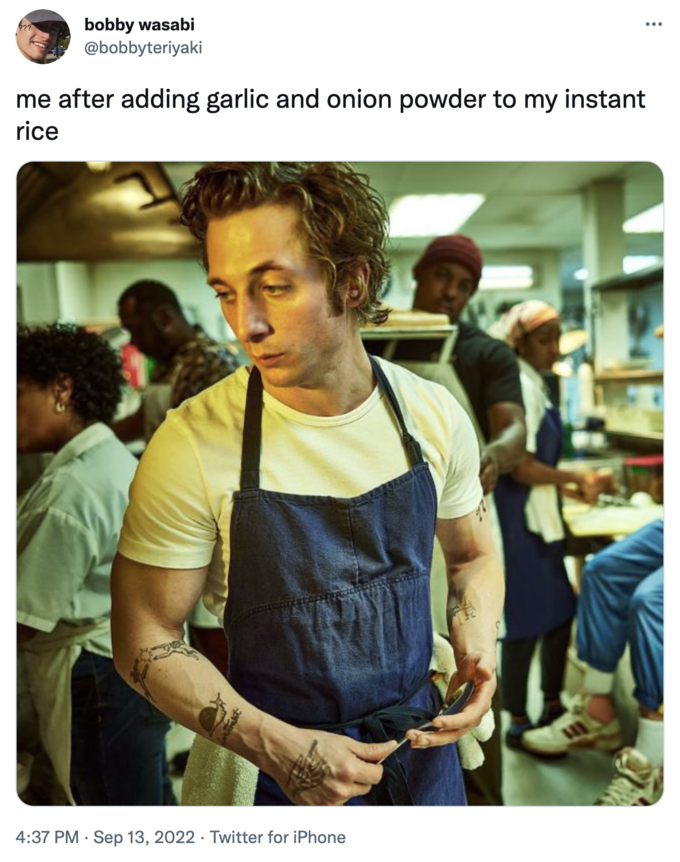 bobby wasabi
@bobbyteriyaki
me after adding garlic and onion powder to my instant
rice
4:37 PM · Sep 13, 2022 · Twitter for iPhone